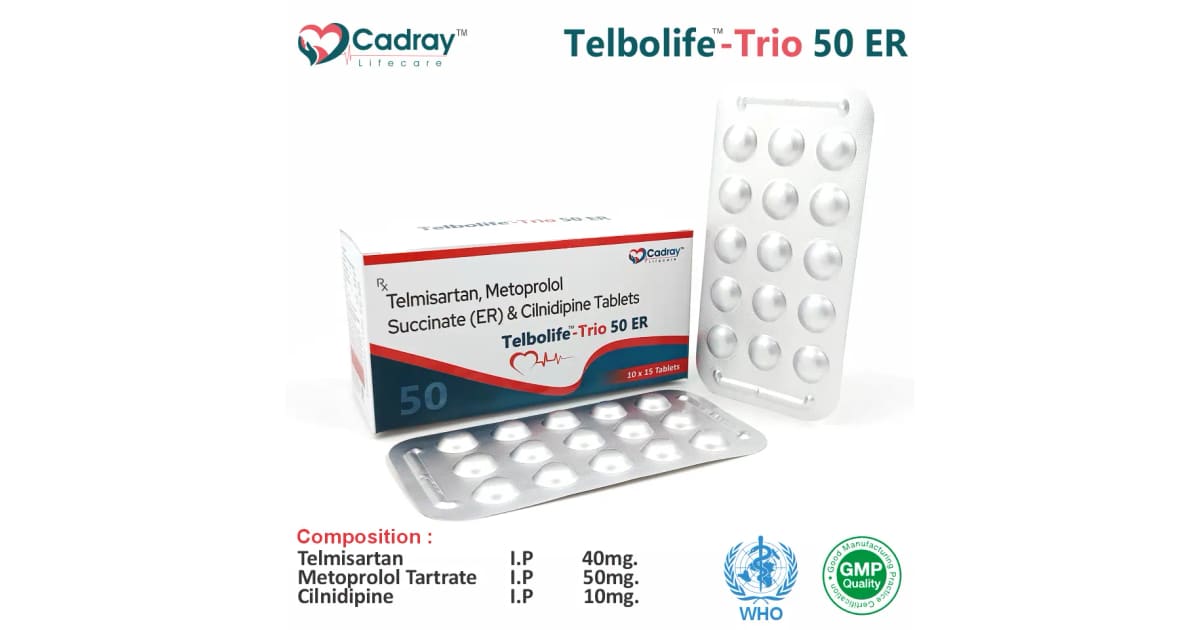 Cadray™
Lifecare
Telbolife™-Trio 50 ER
Telbolife™-Trio 50 ER
Cadray™
Lifecare
Rx
Telmisartan, Metoprolol
Succinate (ER) & Cilnidipine Tablets
Telbolife™-Trio 50 ER
50
10 x 15 Tablets
Composition :
Telmisartan I.P 40mg.
Metoprolol Tartrate I.P 50mg.
Cilnidipine I.P 10mg.
WHO
Good Manufacturing
Practice Certification
GMP
Quality